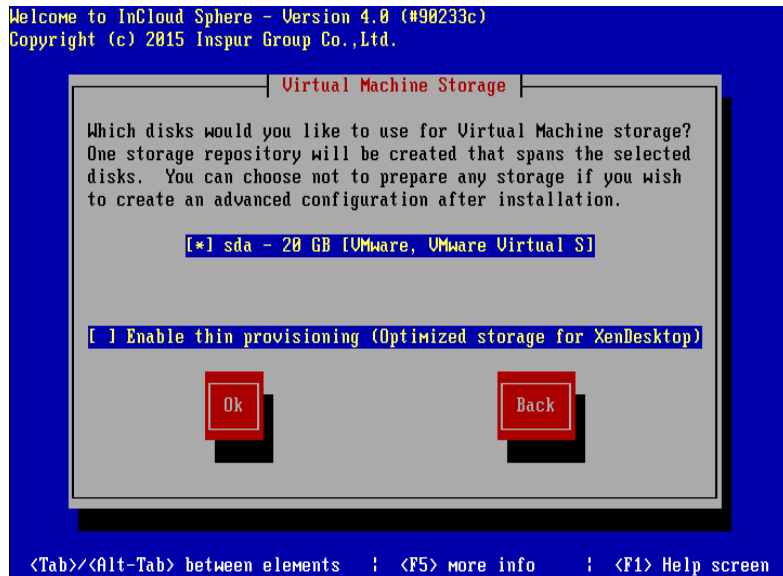 Welcome to InCloud Sphere - Version 4.0 (#90233c)
Copyright (c) 2015 Inspur Group Co.,Ltd.
Virtual Machine Storage
Which disks would you like to use for Virtual Machine storage?
One storage repository will be created that spans the selected
disks.  You can choose not to prepare any storage if you wish
to create an advanced configuration after installation.
[*] sda - 20 GB [VMware, VMware Virtual S]
[ ] Enable thin provisioning (Optimized storage for XenDesktop)
Ok Back
<Tab>/<Alt-Tab> between elements ¦ <F5> more info ¦ <F1> Help screen